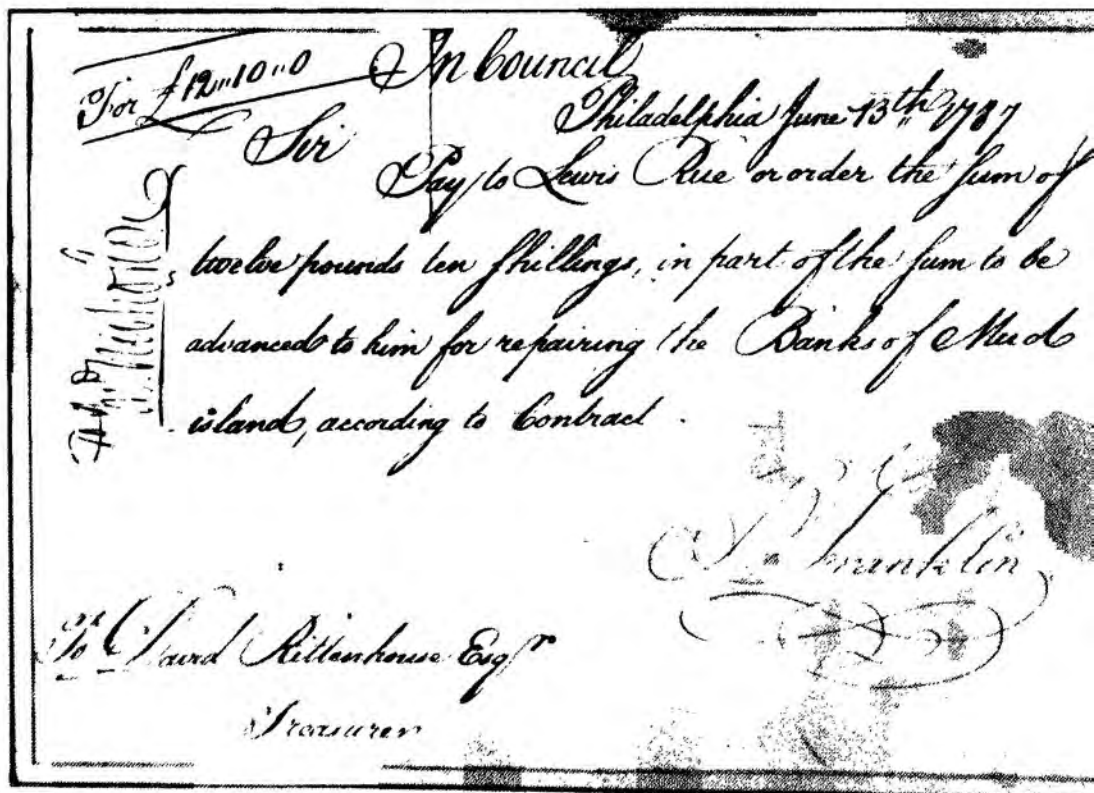 For £12"10"0
In Council
Philadelphia June 13th 1787
Sir
Pay to Lewis Rue or order the Sum of
twelve pounds ten Shillings, in part of the Sum to be
advanced to him for repairing the Banks of Mud
island, according to Contract.
B Franklin
To David Rittenhouse Esqr
Treasurer